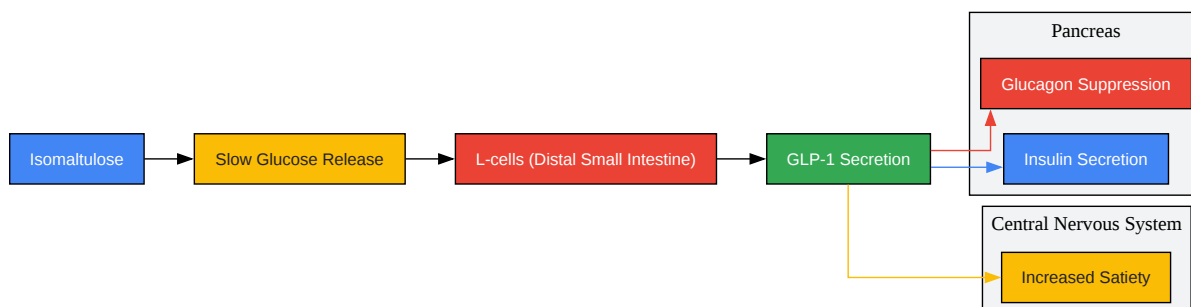 Pancreas
Glucagon Suppression
Isomaltulose
Slow Glucose Release
L-cells (Distal Small Intestine)
GLP-1 Secretion
Insulin Secretion
Central Nervous System
Increased Satiety